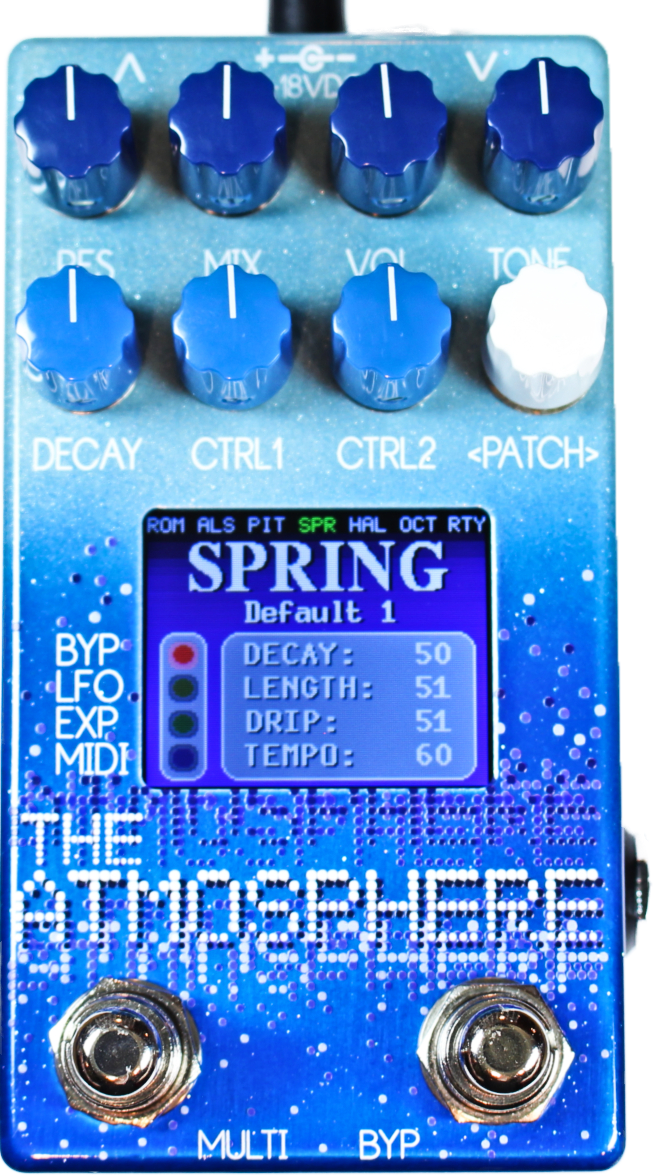 ∧ ∨
18VDC
RES MIX VOL TONE
DECAY CTRL1 CTRL2 <PATCH>
ROM ALS PIT SPR HAL OCT RTY
SPRING
Default 1
BYP
LFO
EXP
MIDI
DECAY: 50
LENGTH: 51
DRIP: 51
TEMPO: 60
THE
ATMOSPHERE
MULTI • BYP